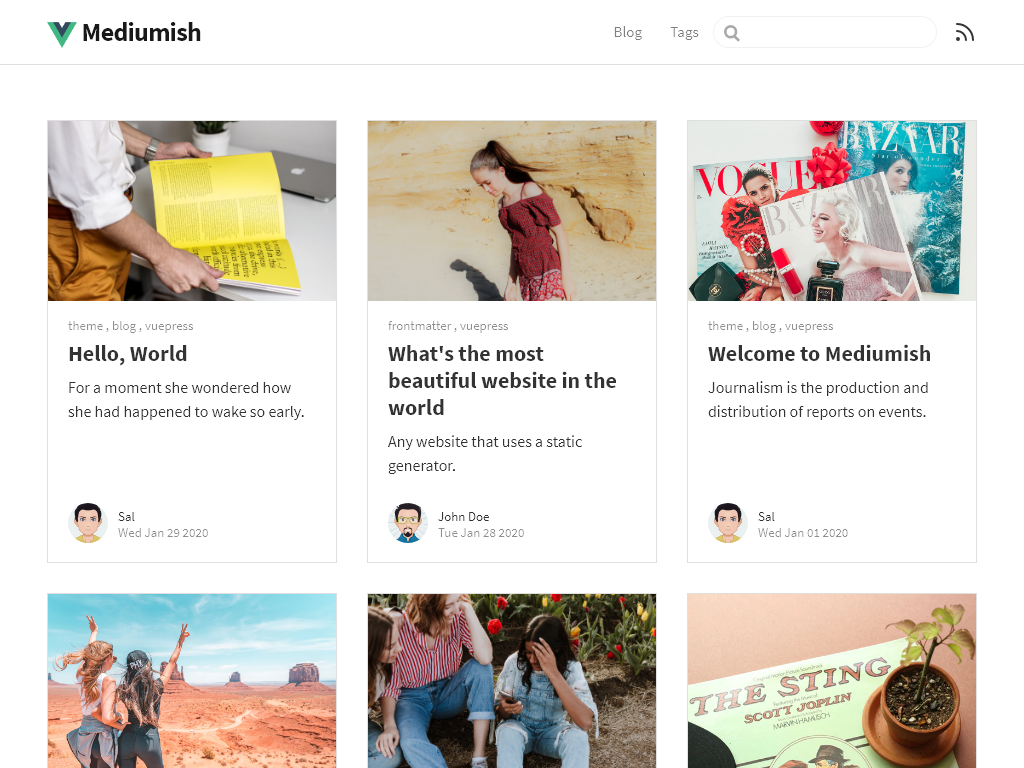 Mediumish
Blog
Tags
VOGUE
BAZAAR
BAZAAR
theme , blog , vuepress
Hello, World
For a moment she wondered how
she had happened to wake so early.
Sal
Wed Jan 29 2020
frontmatter , vuepress
What's the most
beautiful website in the
world
Any website that uses a static
generator.
John Doe
Tue Jan 28 2020
theme , blog , vuepress
Welcome to Mediumish
Journalism is the production and
distribution of reports on events.
Sal
Wed Jan 01 2020
THE STING
SCOTT JOPLIN
MARVIN HAMLISCH